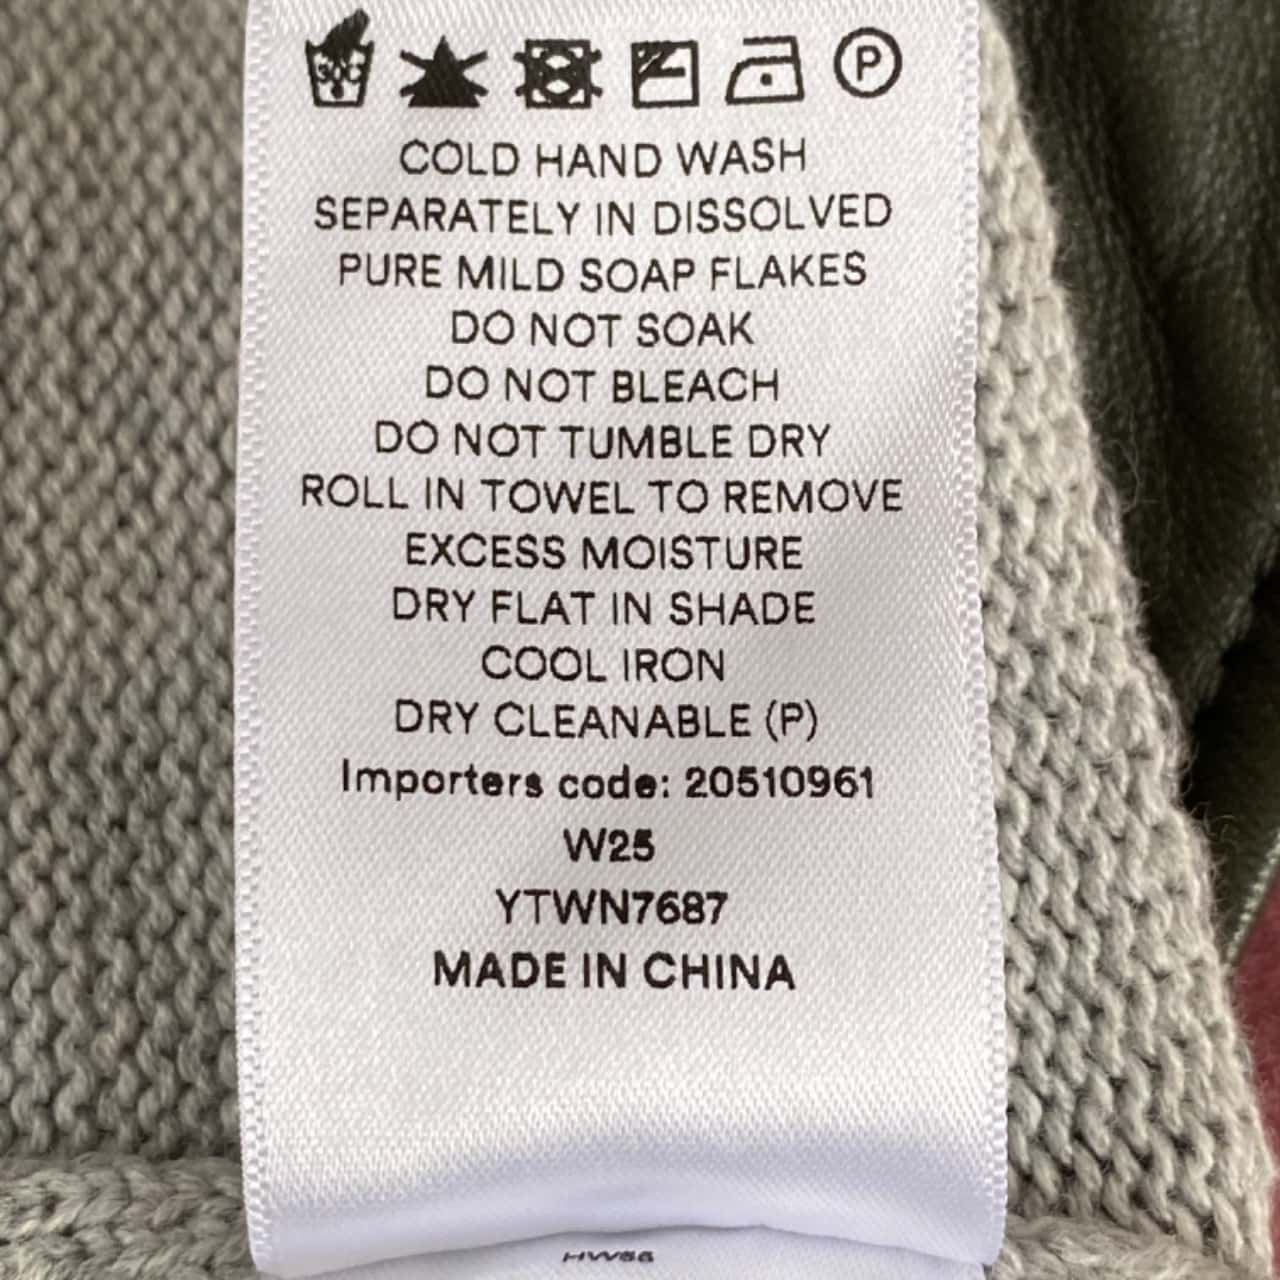 30C P
COLD HAND WASH
SEPARATELY IN DISSOLVED
PURE MILD SOAP FLAKES
DO NOT SOAK
DO NOT BLEACH
DO NOT TUMBLE DRY
ROLL IN TOWEL TO REMOVE
EXCESS MOISTURE
DRY FLAT IN SHADE
COOL IRON
DRY CLEANABLE (P)
Importers code: 20510961
W25
YTWN7687
MADE IN CHINA